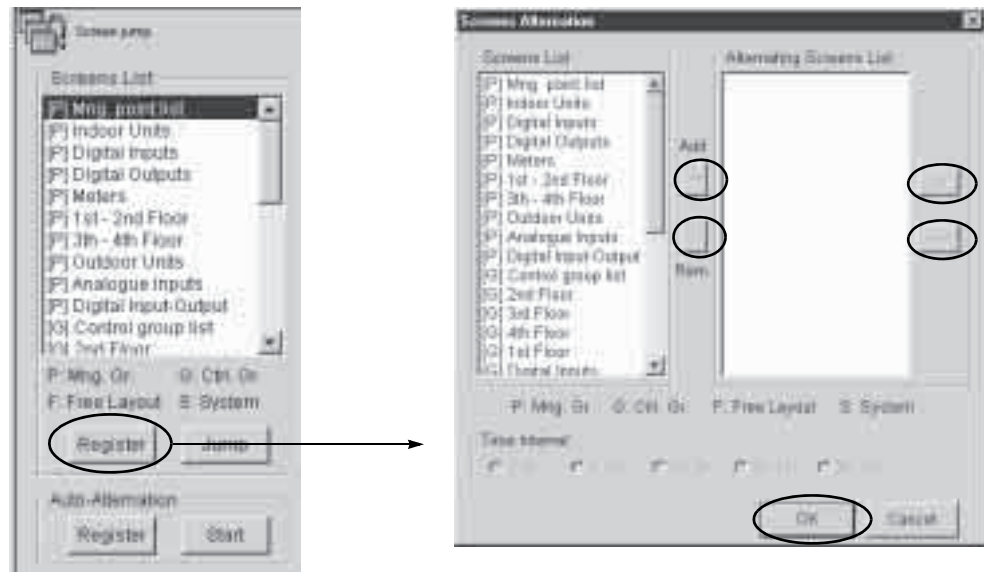 Screen jump
Screens List
[P] Mng. point list
[P] Indoor Units
[P] Digital Inputs
[P] Digital Outputs
[P] Meters
[P] 1st - 2nd Floor
[P] 3th - 4th Floor
[P] Outdoor Units
[P] Analogue Inputs
[P] Digital Input-Output
[G] Control group list
[G] 2nd Floor
P: Mng. Gr. G: Ctrl. Gr.
F: Free Layout S: System
Register Jump
Auto-Alternation
Register Start
Screens Alternation
Screens List
[P] Mng. point list
[P] Indoor Units
[P] Digital Inputs
[P] Digital Outputs
[P] Meters
[P] 1st - 2nd Floor
[P] 3th - 4th Floor
[P] Outdoor Units
[P] Analogue Inputs
[P] Digital Input-Output
[G] Control group list
[G] 2nd Floor
[G] 3rd Floor
[G] 4th Floor
[G] 1st Floor
[G] Digital Inputs
Add
Rem.
Alternating Screens List
P: Mng. Gr. G: Ctrl. Gr. F: Free Layout S: System
Time Interval
OK Cancel